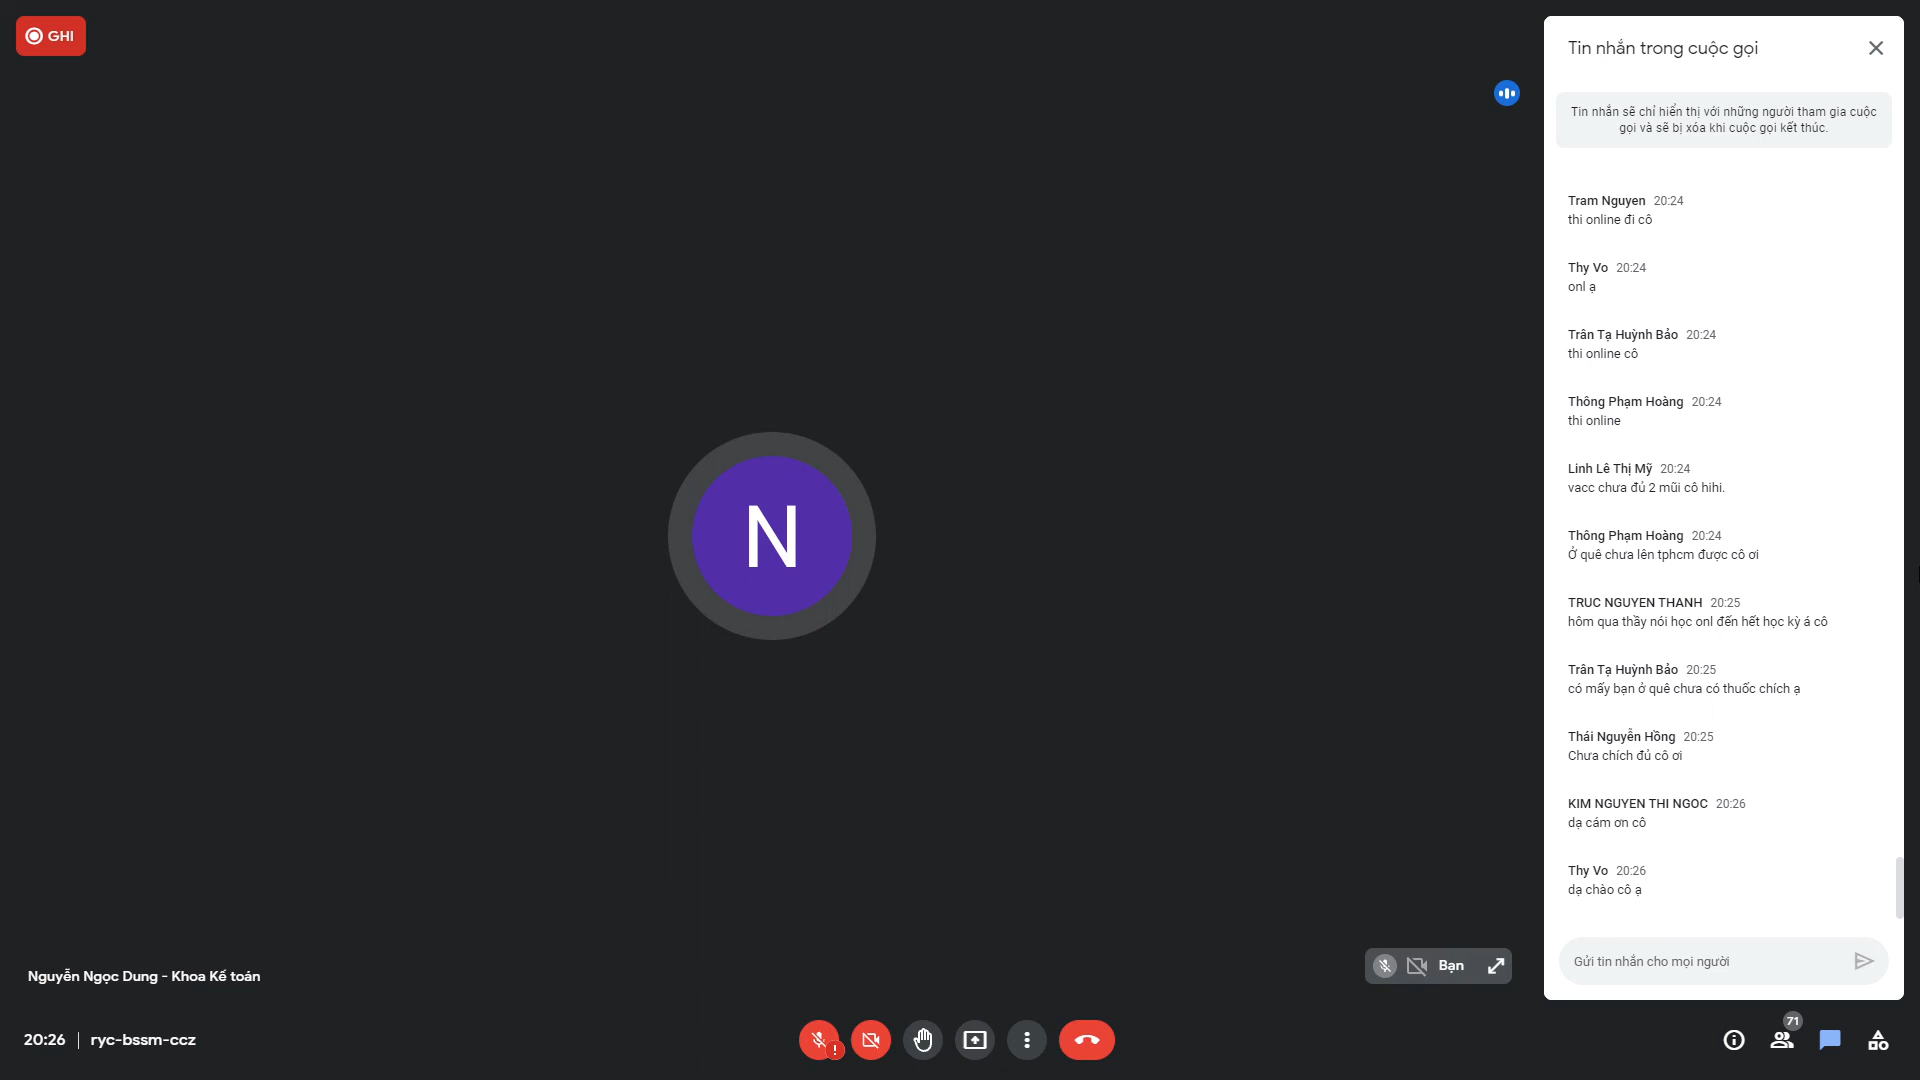 GHI
N
Nguyễn Ngọc Dung - Khoa Kế toán
Bạn
20:26 | ryc-bssm-ccz
71
Tin nhắn trong cuộc gọi
Tin nhắn sẽ chỉ hiển thị với những người tham gia cuộc
gọi và sẽ bị xóa khi cuộc gọi kết thúc.
Tram Nguyen 20:24
thi online đi cô
Thy Vo 20:24
onl ạ
Trân Tạ Huỳnh Bảo 20:24
thi online cô
Thông Phạm Hoàng 20:24
thi online
Linh Lê Thị Mỹ 20:24
vacc chưa đủ 2 mũi cô hihi.
Thông Phạm Hoàng 20:24
Ở quê chưa lên tphcm được cô ơi
TRUC NGUYEN THANH 20:25
hôm qua thầy nói học onl đến hết học kỳ á cô
Trân Tạ Huỳnh Bảo 20:25
có mấy bạn ở quê chưa có thuốc chích ạ
Thái Nguyễn Hồng 20:25
Chưa chích đủ cô ơi
KIM NGUYEN THI NGOC 20:26
dạ cám ơn cô
Thy Vo 20:26
dạ chào cô ạ
Gửi tin nhắn cho mọi người